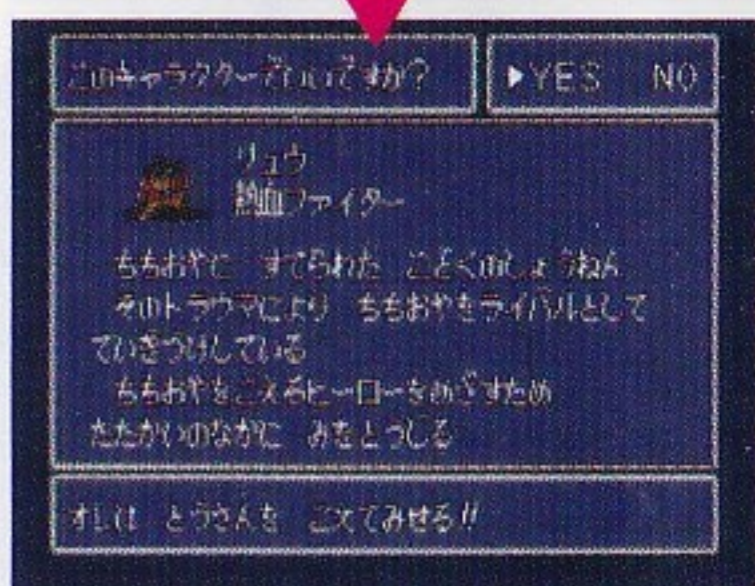 このキャラクターでいいですか?
▶YES NO
リュウ
熱血ファイター
ちちおやに すてられた こどくのしょうねん
そのトラウマにより ちちおやをライバルとして
ていぎつけしている
ちちおやをこえるヒーローをめざすため
たたかいのなかに みをとうじる
オレは とうさんを こえてみせる!!